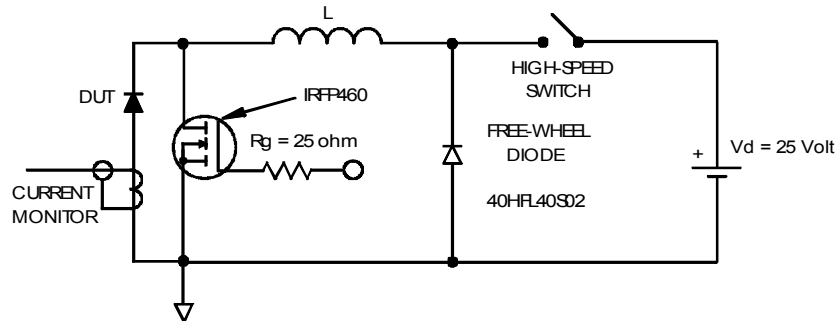 L
HIGH-SPEED
SWITCH
DUT
IRFP460
Rg = 25 ohm
FREE-WHEEL
DIODE
+
Vd = 25 Volt
40HFL40S02
CURRENT
MONITOR